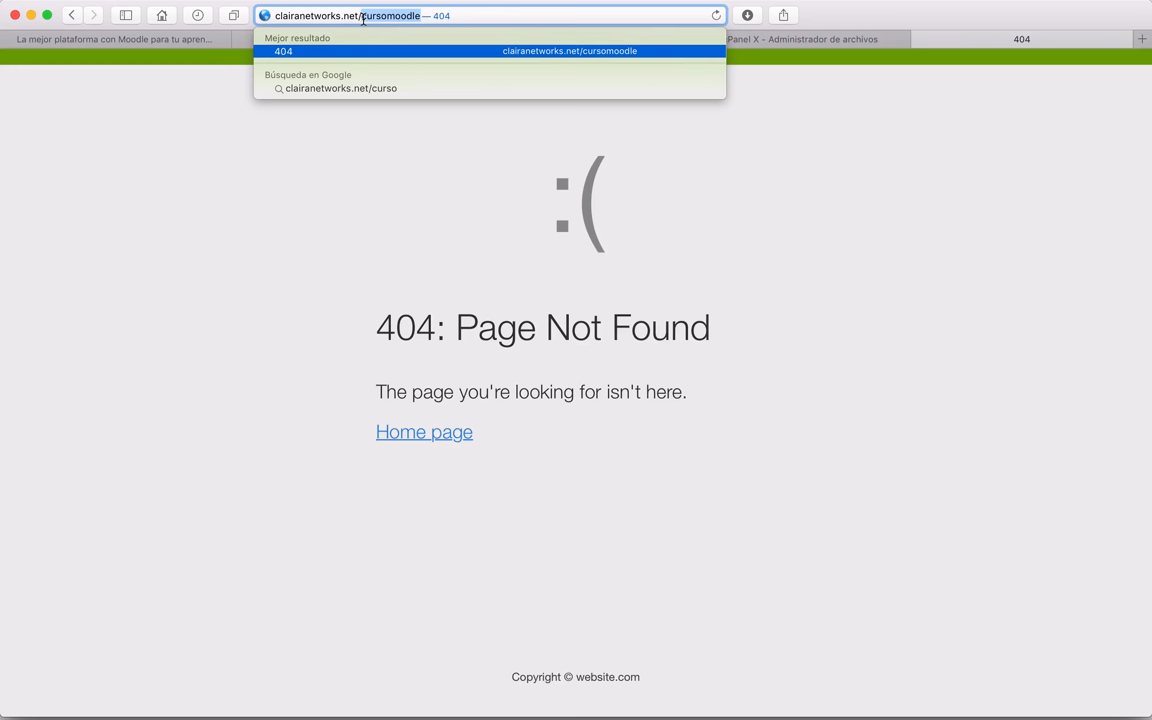 clairanetworks.net/cursomoodle — 404
Mejor resultado
404 clairanetworks.net/cursomoodle
Búsqueda en Google
clairanetworks.net/curso
La mejor plataforma con Moodle para tu apren...
Panel X - Administrador de archivos
404
:(
404: Page Not Found
The page you're looking for isn't here.
Home page
Copyright © website.com